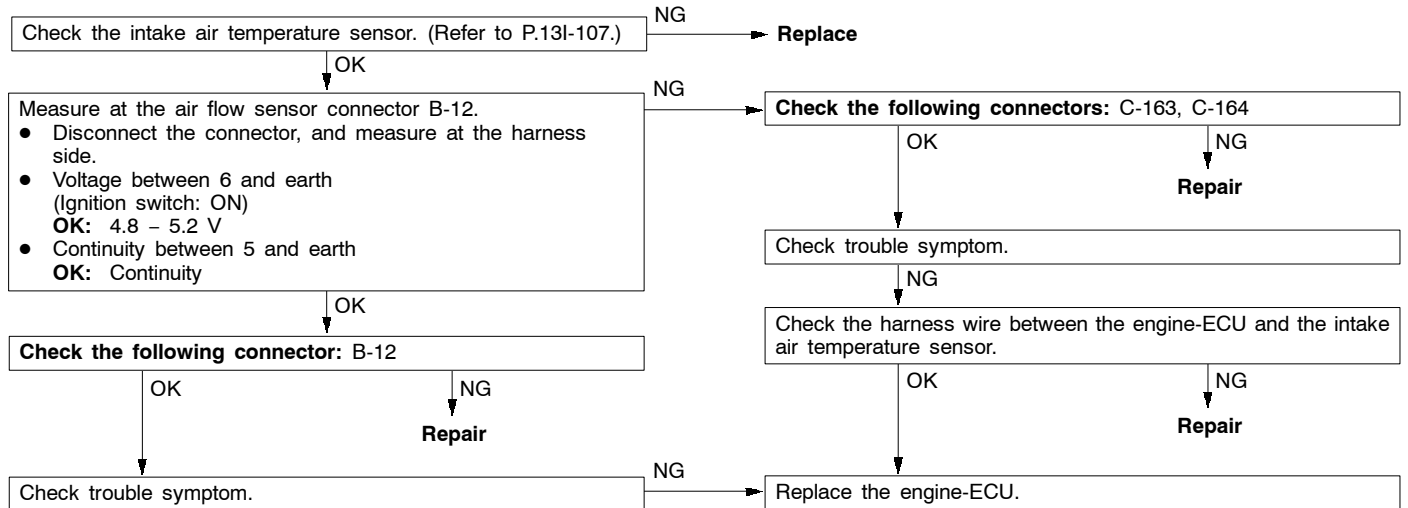 Check the intake air temperature sensor. (Refer to P.13I-107.)
NG
Replace
OK
Measure at the air flow sensor connector B-12.
● Disconnect the connector, and measure at the harness
side.
● Voltage between 6 and earth
(Ignition switch: ON)
OK: 4.8 – 5.2 V
● Continuity between 5 and earth
OK: Continuity
NG
Check the following connectors: C-163, C-164
OK
NG
Repair
Check trouble symptom.
NG
Check the harness wire between the engine-ECU and the intake
air temperature sensor.
OK
NG
Repair
OK
Check the following connector: B-12
OK
NG
Repair
Check trouble symptom.
NG
Replace the engine-ECU.